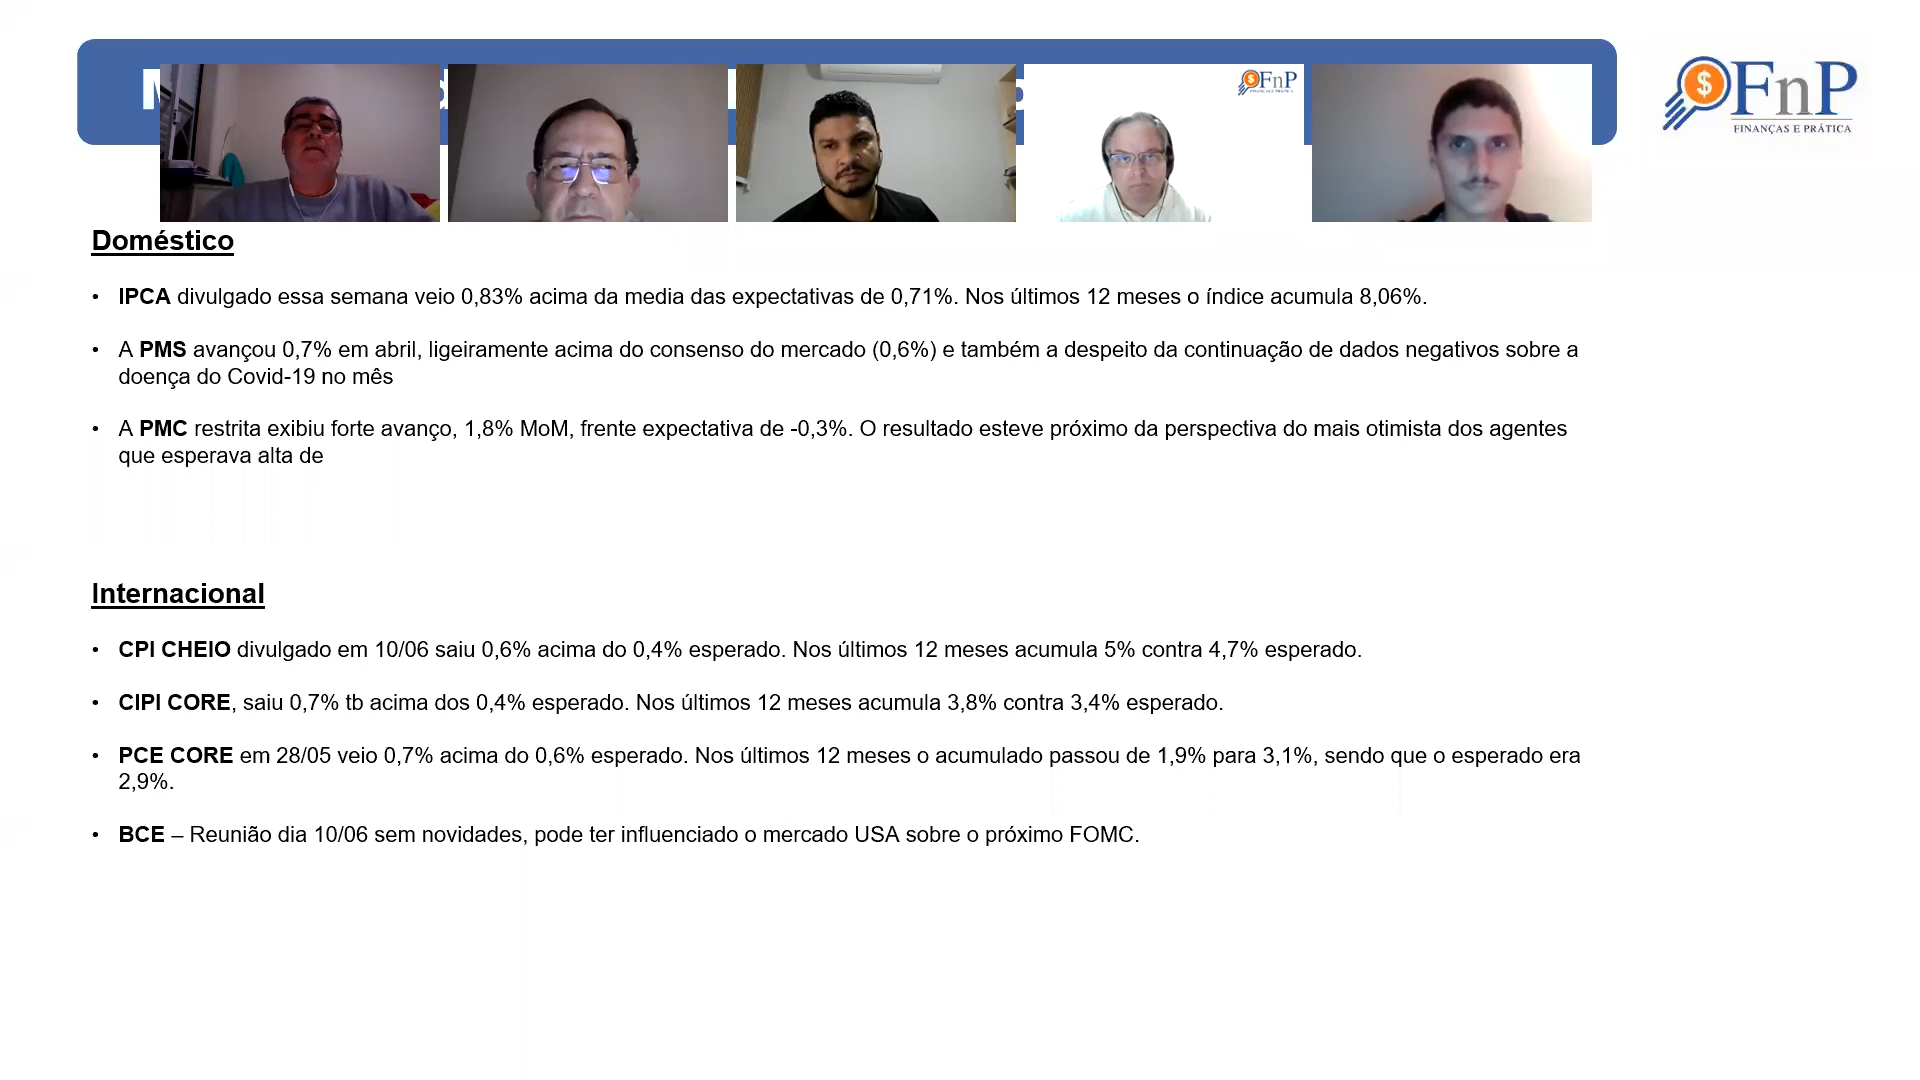 FnP
FINANÇAS E PRÁTICA
FnP
FINANÇAS E PRÁTICA
Doméstico
• IPCA divulgado essa semana veio 0,83% acima da media das expectativas de 0,71%. Nos últimos 12 meses o índice acumula 8,06%.
• A PMS avançou 0,7% em abril, ligeiramente acima do consenso do mercado (0,6%) e também a despeito da continuação de dados negativos sobre a
doença do Covid-19 no mês
• A PMC restrita exibiu forte avanço, 1,8% MoM, frente expectativa de -0,3%. O resultado esteve próximo da perspectiva do mais otimista dos agentes
que esperava alta de
Internacional
• CPI CHEIO divulgado em 10/06 saiu 0,6% acima do 0,4% esperado. Nos últimos 12 meses acumula 5% contra 4,7% esperado.
• CIPI CORE, saiu 0,7% tb acima dos 0,4% esperado. Nos últimos 12 meses acumula 3,8% contra 3,4% esperado.
• PCE CORE em 28/05 veio 0,7% acima do 0,6% esperado. Nos últimos 12 meses o acumulado passou de 1,9% para 3,1%, sendo que o esperado era
2,9%.
• BCE – Reunião dia 10/06 sem novidades, pode ter influenciado o mercado USA sobre o próximo FOMC.